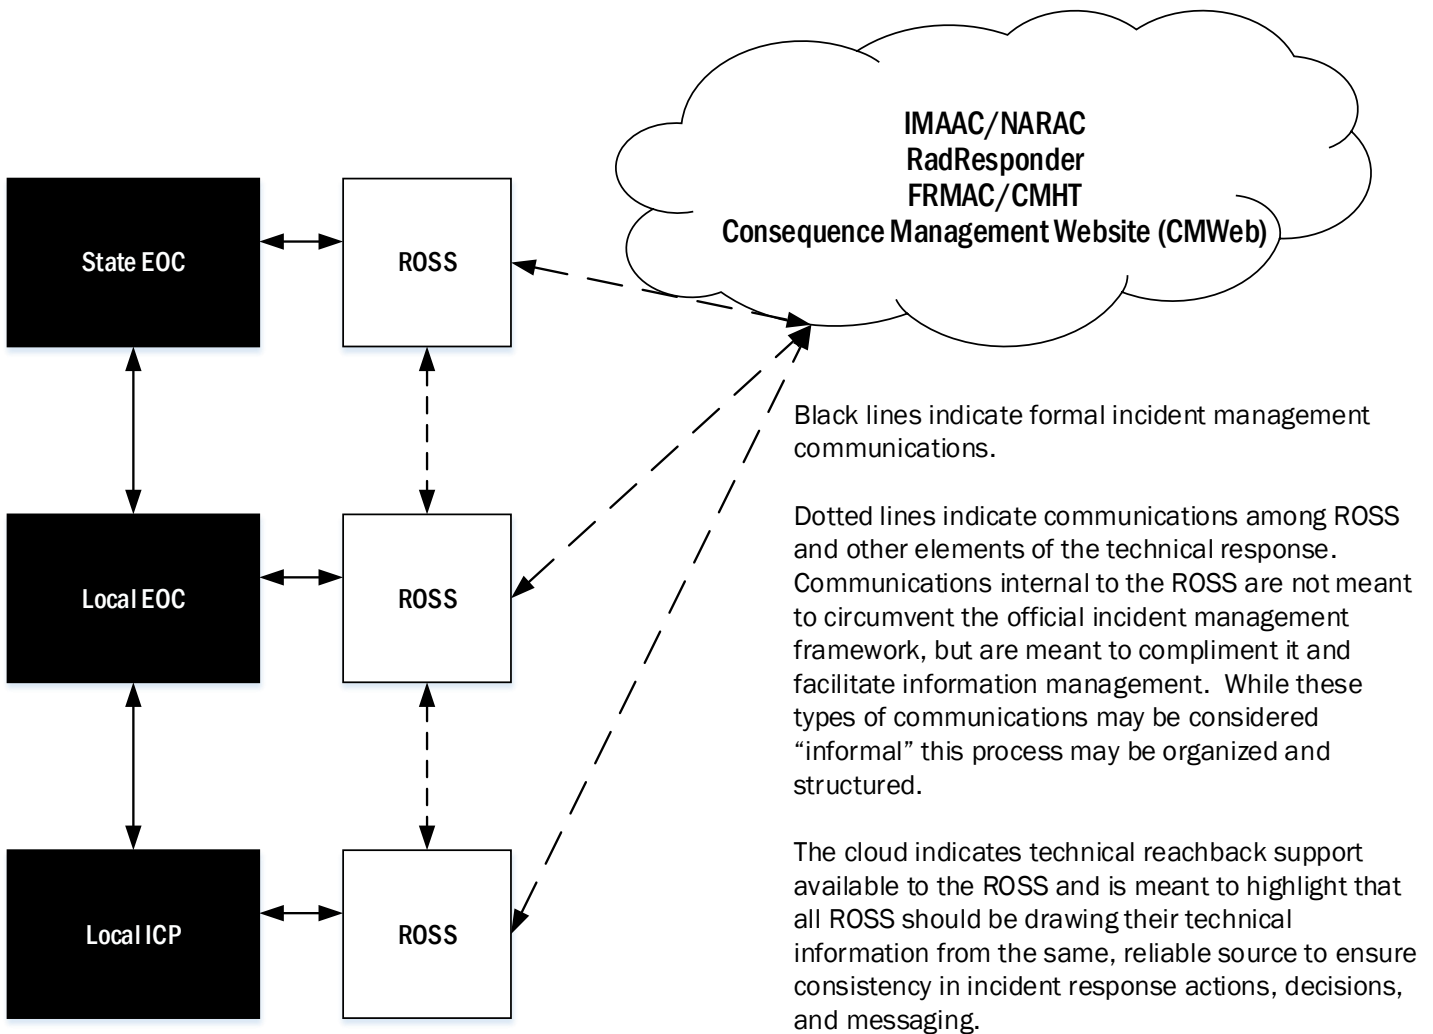 IMAAC/NARAC
RadResponder
FRMAC/CMHT
Consequence Management Website (CMWeb)
State EOC
ROSS
Local EOC
ROSS
Local ICP
ROSS
Black lines indicate formal incident management
communications.
Dotted lines indicate communications among ROSS
and other elements of the technical response.
Communications internal to the ROSS are not meant
to circumvent the official incident management
framework, but are meant to compliment it and
facilitate information management.  While these
types of communications may be considered
“informal” this process may be organized and
structured.
The cloud indicates technical reachback support
available to the ROSS and is meant to highlight that
all ROSS should be drawing their technical
information from the same, reliable source to ensure
consistency in incident response actions, decisions,
and messaging.